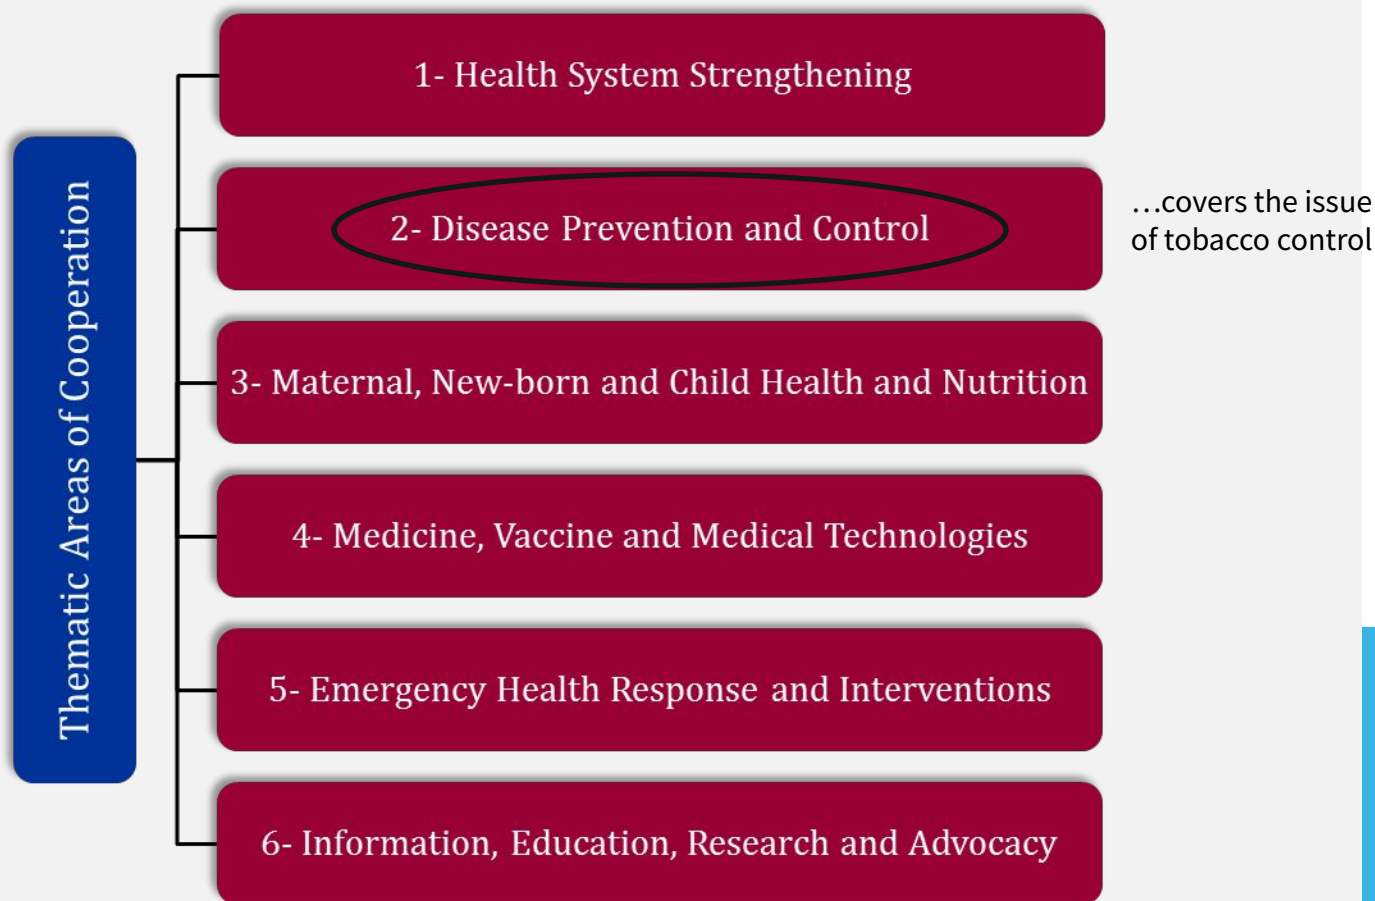 Thematic Areas of Cooperation
1- Health System Strengthening
2- Disease Prevention and Control
…covers the issue
of tobacco control
3- Maternal, New-born and Child Health and Nutrition
4- Medicine, Vaccine and Medical Technologies
5- Emergency Health Response and Interventions
6- Information, Education, Research and Advocacy